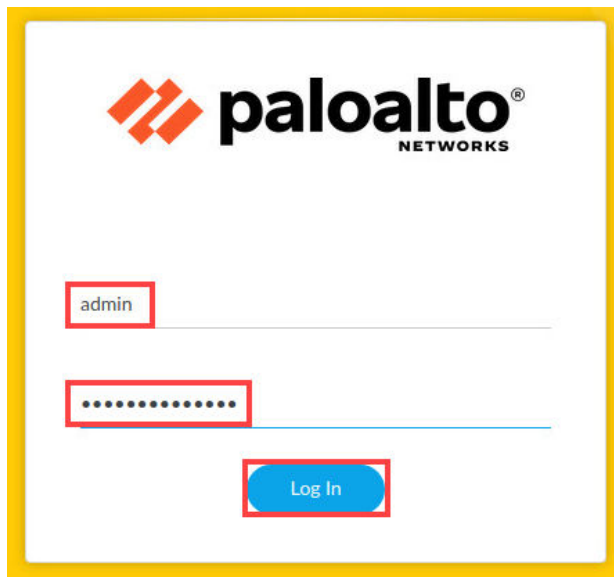 paloalto®
NETWORKS
admin
••••••••••••••
Log In